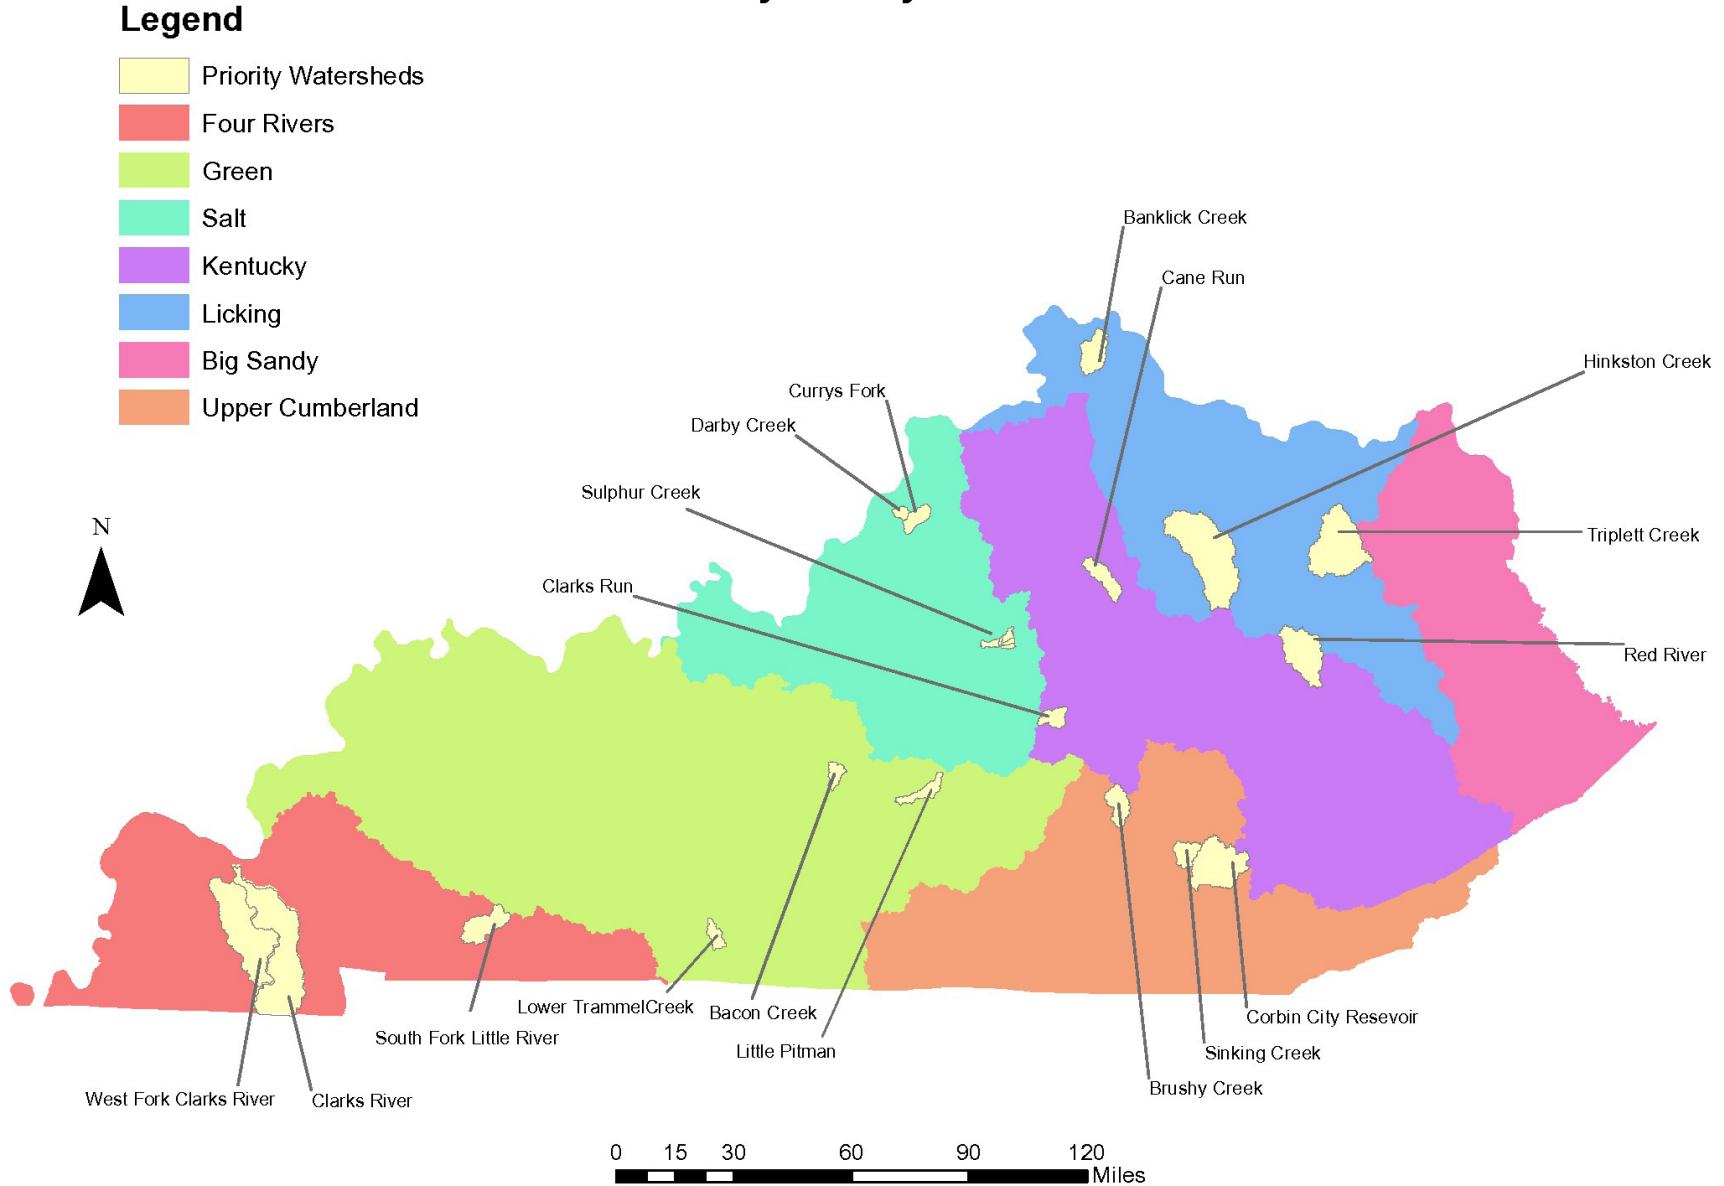 Legend
Priority Watersheds
Four Rivers
Green
Salt
Kentucky
Licking
Big Sandy
Upper Cumberland
Banklick Creek
Cane Run
Hinkston Creek
Currys Fork
Darby Creek
Sulphur Creek
N
Triplett Creek
Clarks Run
Red River
Lower TrammelCreek
Bacon Creek
Corbin City Resevoir
South Fork Little River
Little Pitman
Sinking Creek
Brushy Creek
West Fork Clarks River
Clarks River
0 15 30 60 90 120
Miles